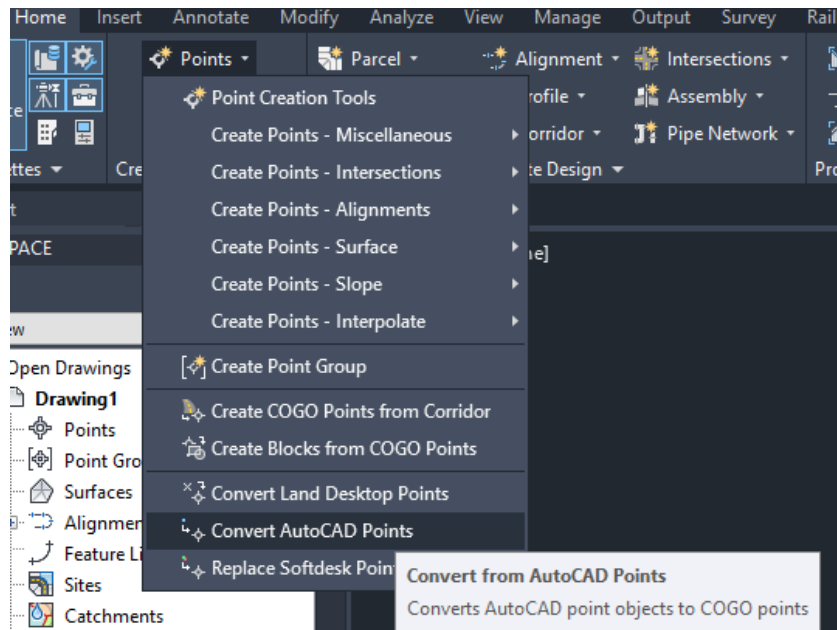 Home Insert Annotate Modify Analyze View Manage Output Survey Rail
Points Parcel Alignment Intersections
rofile Assembly
orridor Pipe Network
ttes Cre te Design Pro
Point Creation Tools
Create Points - Miscellaneous
Create Points - Intersections
Create Points - Alignments
Create Points - Surface
Create Points - Slope
Create Points - Interpolate
Create Point Group
Create COGO Points from Corridor
Create Blocks from COGO Points
Convert Land Desktop Points
Convert AutoCAD Points
Replace Softdesk Poin
Convert from AutoCAD Points
Converts AutoCAD point objects to COGO points
PACE
ne]
ew
Open Drawings
Drawing1
Points
Point Gro
Surfaces
Alignmen
Feature Li
Sites
Catchments